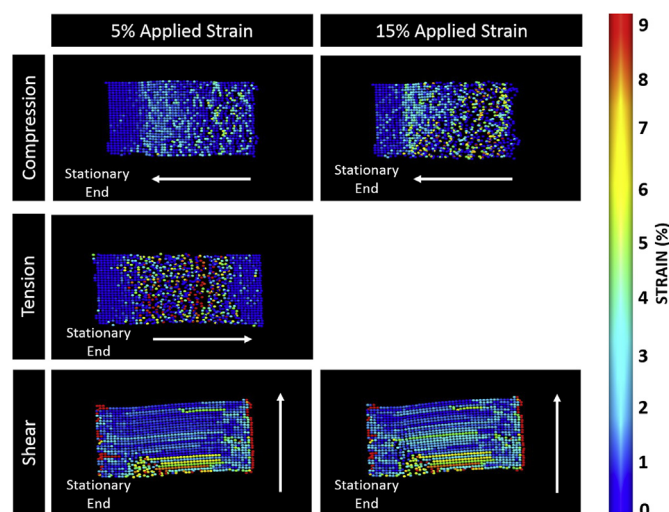 5% Applied Strain
15% Applied Strain
Compression
Stationary
End
Stationary
End
Tension
Stationary
End
Shear
Stationary
End
Stationary
End
9
8
7
6
5
4
3
2
1
0
STRAIN (%)